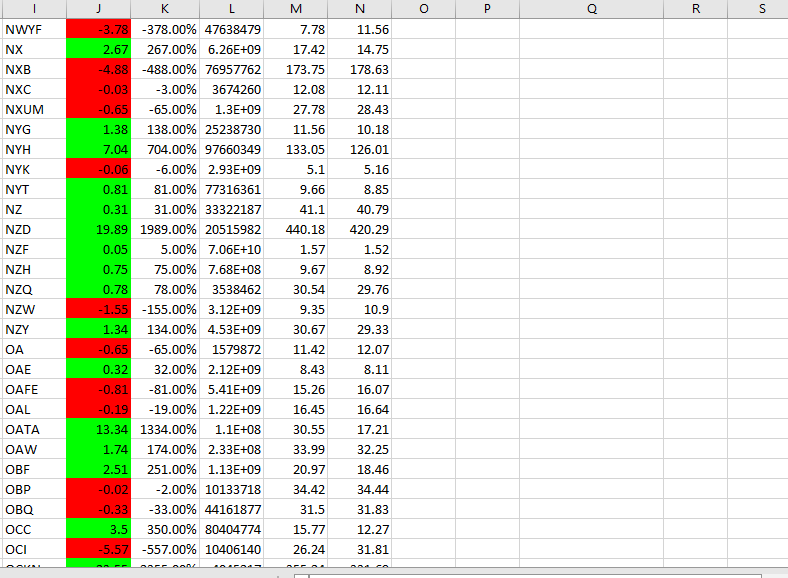 I J K L M N O P Q R S
NWYF -3.78 -378.00% 47638479 7.78 11.56
NX 2.67 267.00% 6.26E+09 17.42 14.75
NXB -4.88 -488.00% 76957762 173.75 178.63
NXC -0.03 -3.00% 3674260 12.08 12.11
NXUM -0.65 -65.00% 1.3E+09 27.78 28.43
NYG 1.38 138.00% 25238730 11.56 10.18
NYH 7.04 704.00% 97660349 133.05 126.01
NYK -0.06 -6.00% 2.93E+09 5.1 5.16
NYT 0.81 81.00% 77316361 9.66 8.85
NZ 0.31 31.00% 33322187 41.1 40.79
NZD 19.89 1989.00% 20515982 440.18 420.29
NZF 0.05 5.00% 7.06E+10 1.57 1.52
NZH 0.75 75.00% 7.68E+08 9.67 8.92
NZQ 0.78 78.00% 3538462 30.54 29.76
NZW -1.55 -155.00% 3.12E+09 9.35 10.9
NZY 1.34 134.00% 4.53E+09 30.67 29.33
OA -0.65 -65.00% 1579872 11.42 12.07
OAE 0.32 32.00% 2.12E+09 8.43 8.11
OAFE -0.81 -81.00% 5.41E+09 15.26 16.07
OAL -0.19 -19.00% 1.22E+09 16.45 16.64
OATA 13.34 1334.00% 1.1E+08 30.55 17.21
OAW 1.74 174.00% 2.33E+08 33.99 32.25
OBF 2.51 251.00% 1.13E+09 20.97 18.46
OBP -0.02 -2.00% 10133718 34.42 34.44
OBQ -0.33 -33.00% 44161877 31.5 31.83
OCC 3.5 350.00% 80404774 15.77 12.27
OCI -5.57 -557.00% 10406140 26.24 31.81